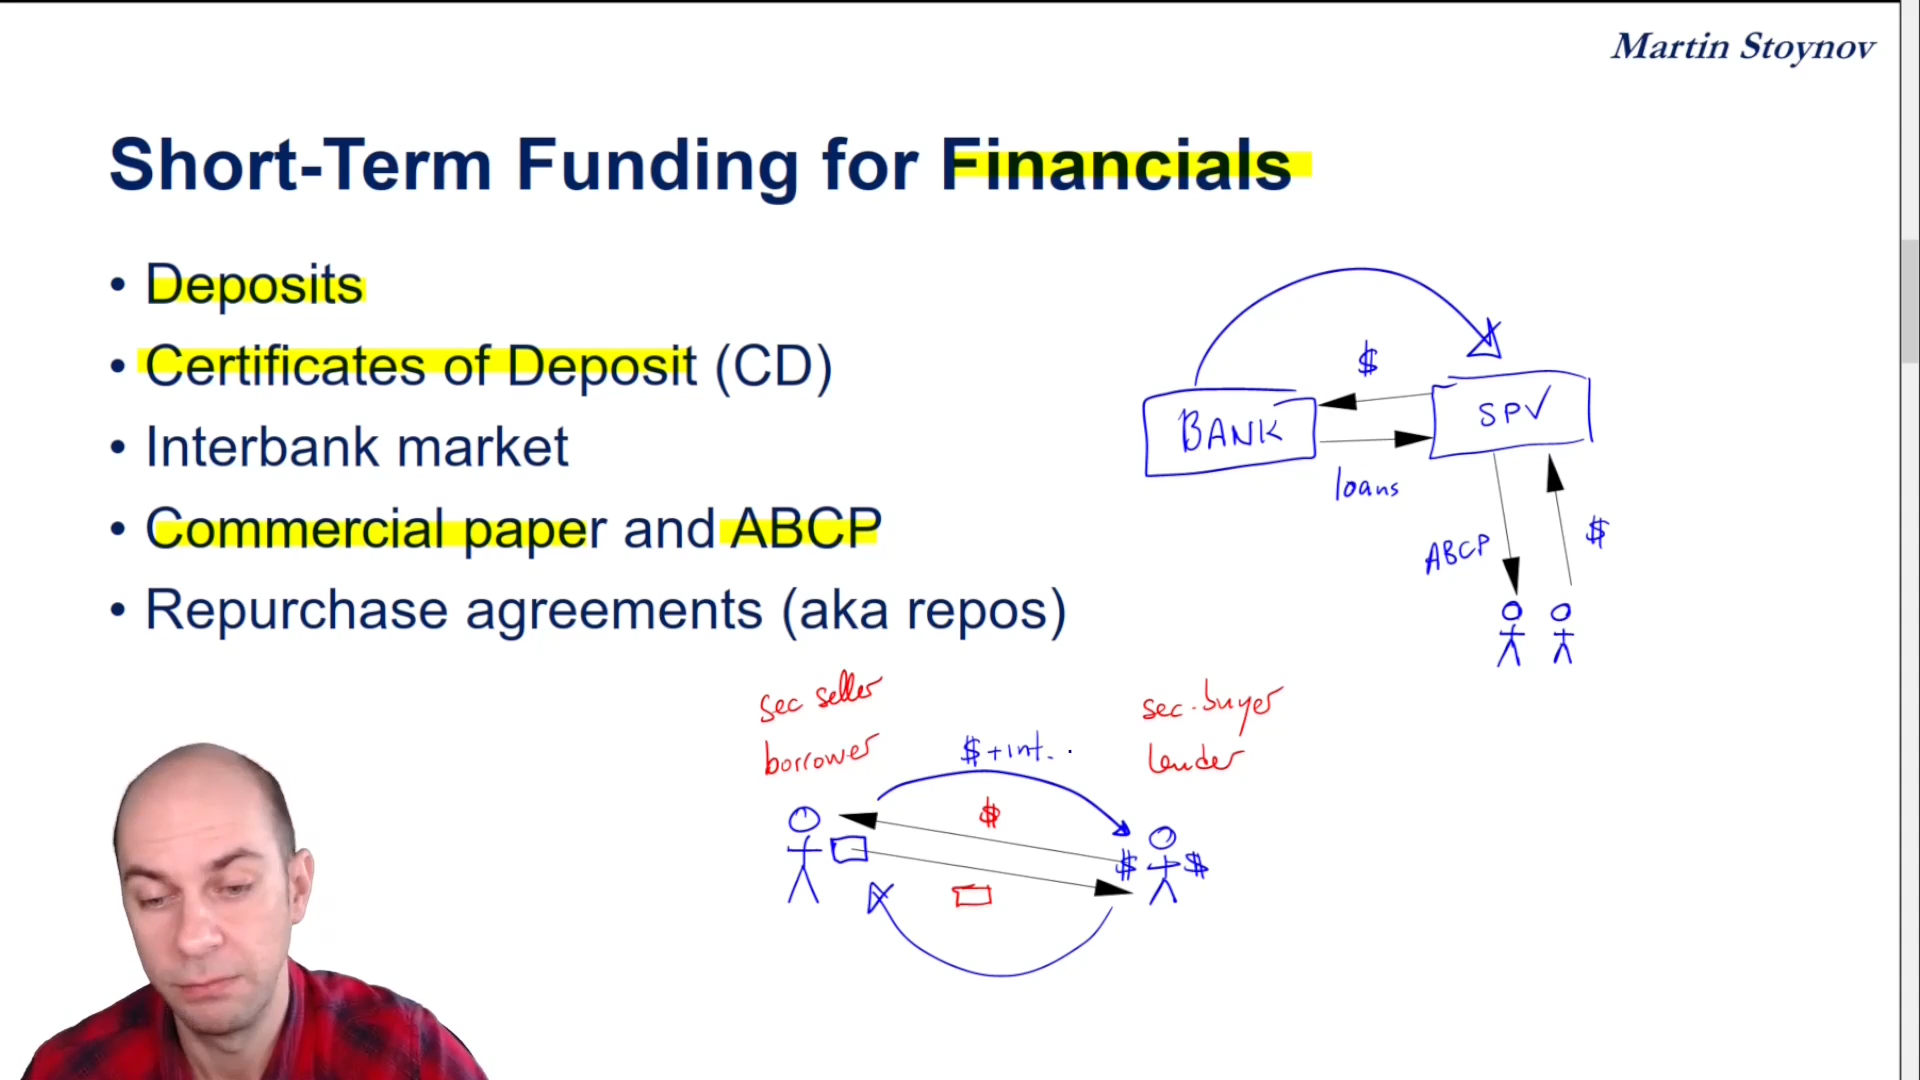 Martin Stoynov
Short-Term Funding for Financials
• Deposits
• Certificates of Deposit (CD)
• Interbank market
• Commercial paper and ABCP
• Repurchase agreements (aka repos)
$
BANK
SPV
loans
ABCP
$
sec seller
borrower
$+int.
sec. buyer
lender
$
$ $